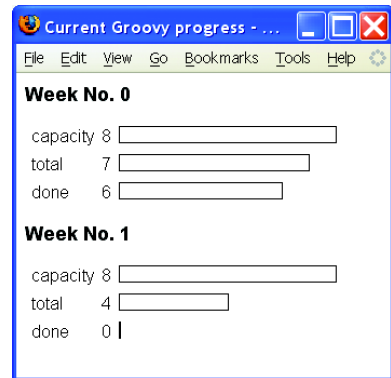 Current Groovy progress - ...
File Edit View Go Bookmarks Tools Help
Week No. 0
capacity 8
total 7
done 6
Week No. 1
capacity 8
total 4
done 0